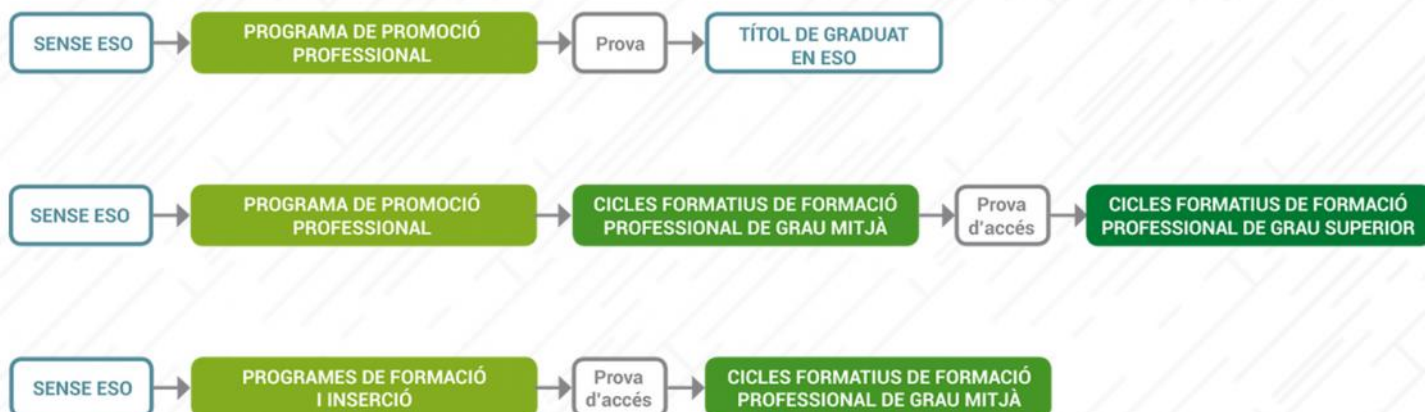 SENSE ESO
PROGRAMA DE PROMOCIÓ
PROFESSIONAL
Prova
TÍTOL DE GRADUAT
EN ESO
SENSE ESO
PROGRAMA DE PROMOCIÓ
PROFESSIONAL
CICLES FORMATIUS DE FORMACIÓ
PROFESSIONAL DE GRAU MITJÀ
Prova
d'accés
CICLES FORMATIUS DE FORMACIÓ
PROFESSIONAL DE GRAU SUPERIOR
SENSE ESO
PROGRAMES DE FORMACIÓ
I INSERCIÓ
Prova
d'accés
CICLES FORMATIUS DE FORMACIÓ
PROFESSIONAL DE GRAU MITJÀ